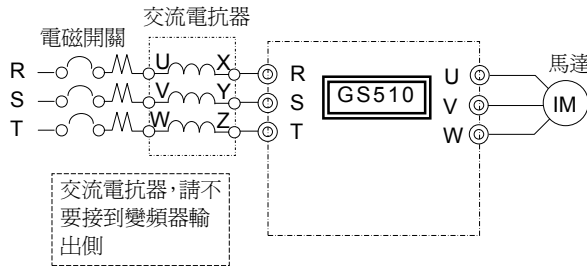 交流電抗器
電磁開關
馬達
R U X R U
S V Y S GS510 V IM
T W Z T W
交流電抗器，請不
要接到變頻器輸
出側